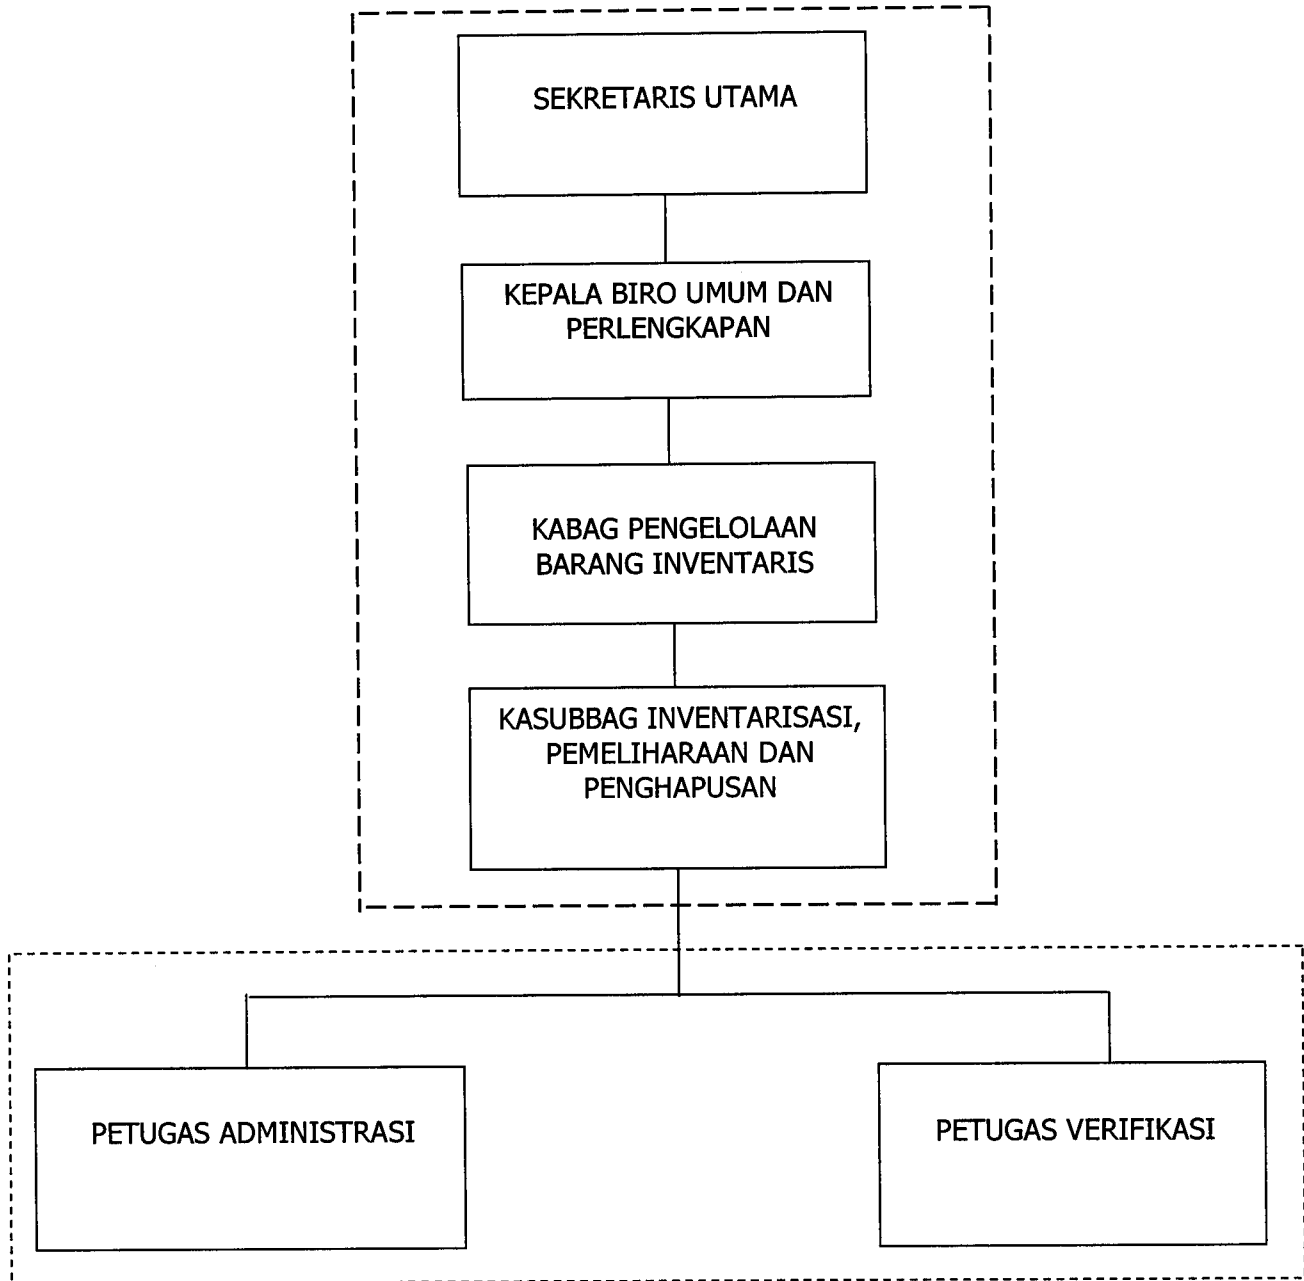 SEKRETARIS UTAMA
KEPALA BIRO UMUM DAN
PERLENGKAPAN
KABAG PENGELOLAAN
BARANG INVENTARIS
KASUBBAG INVENTARISASI,
PEMELIHARAAN DAN
PENGHAPUSAN
PETUGAS ADMINISTRASI
PETUGAS VERIFIKASI